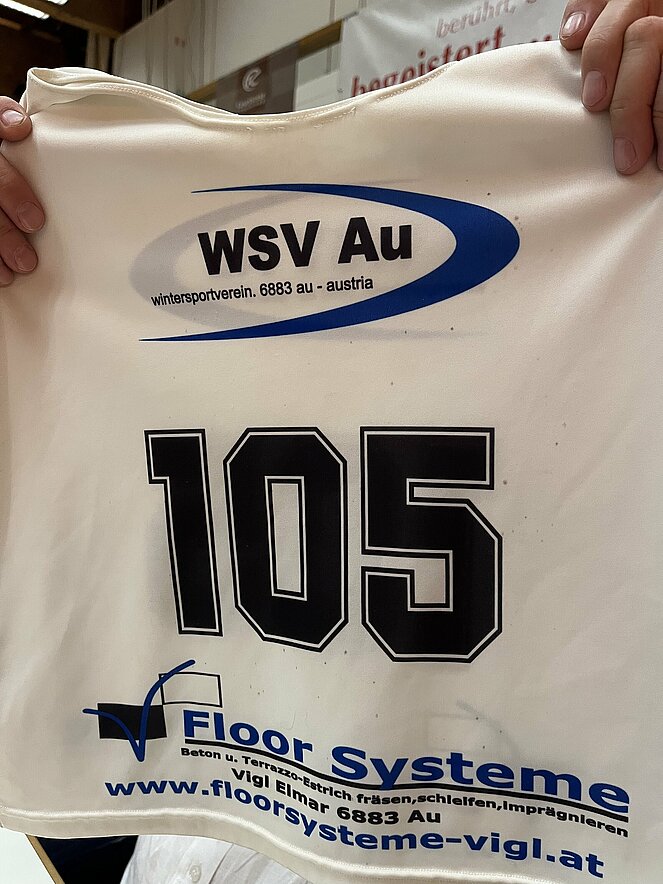 berührt,
begeistert
WSV Au
wintersportverein. 6883 au - austria
105
Floor Systeme
Beton u. Terrazzo-Estrich fräsen,schleifen,imprägnieren
Vigl Elmar 6883 Au
www.floorsysteme-vigl.at